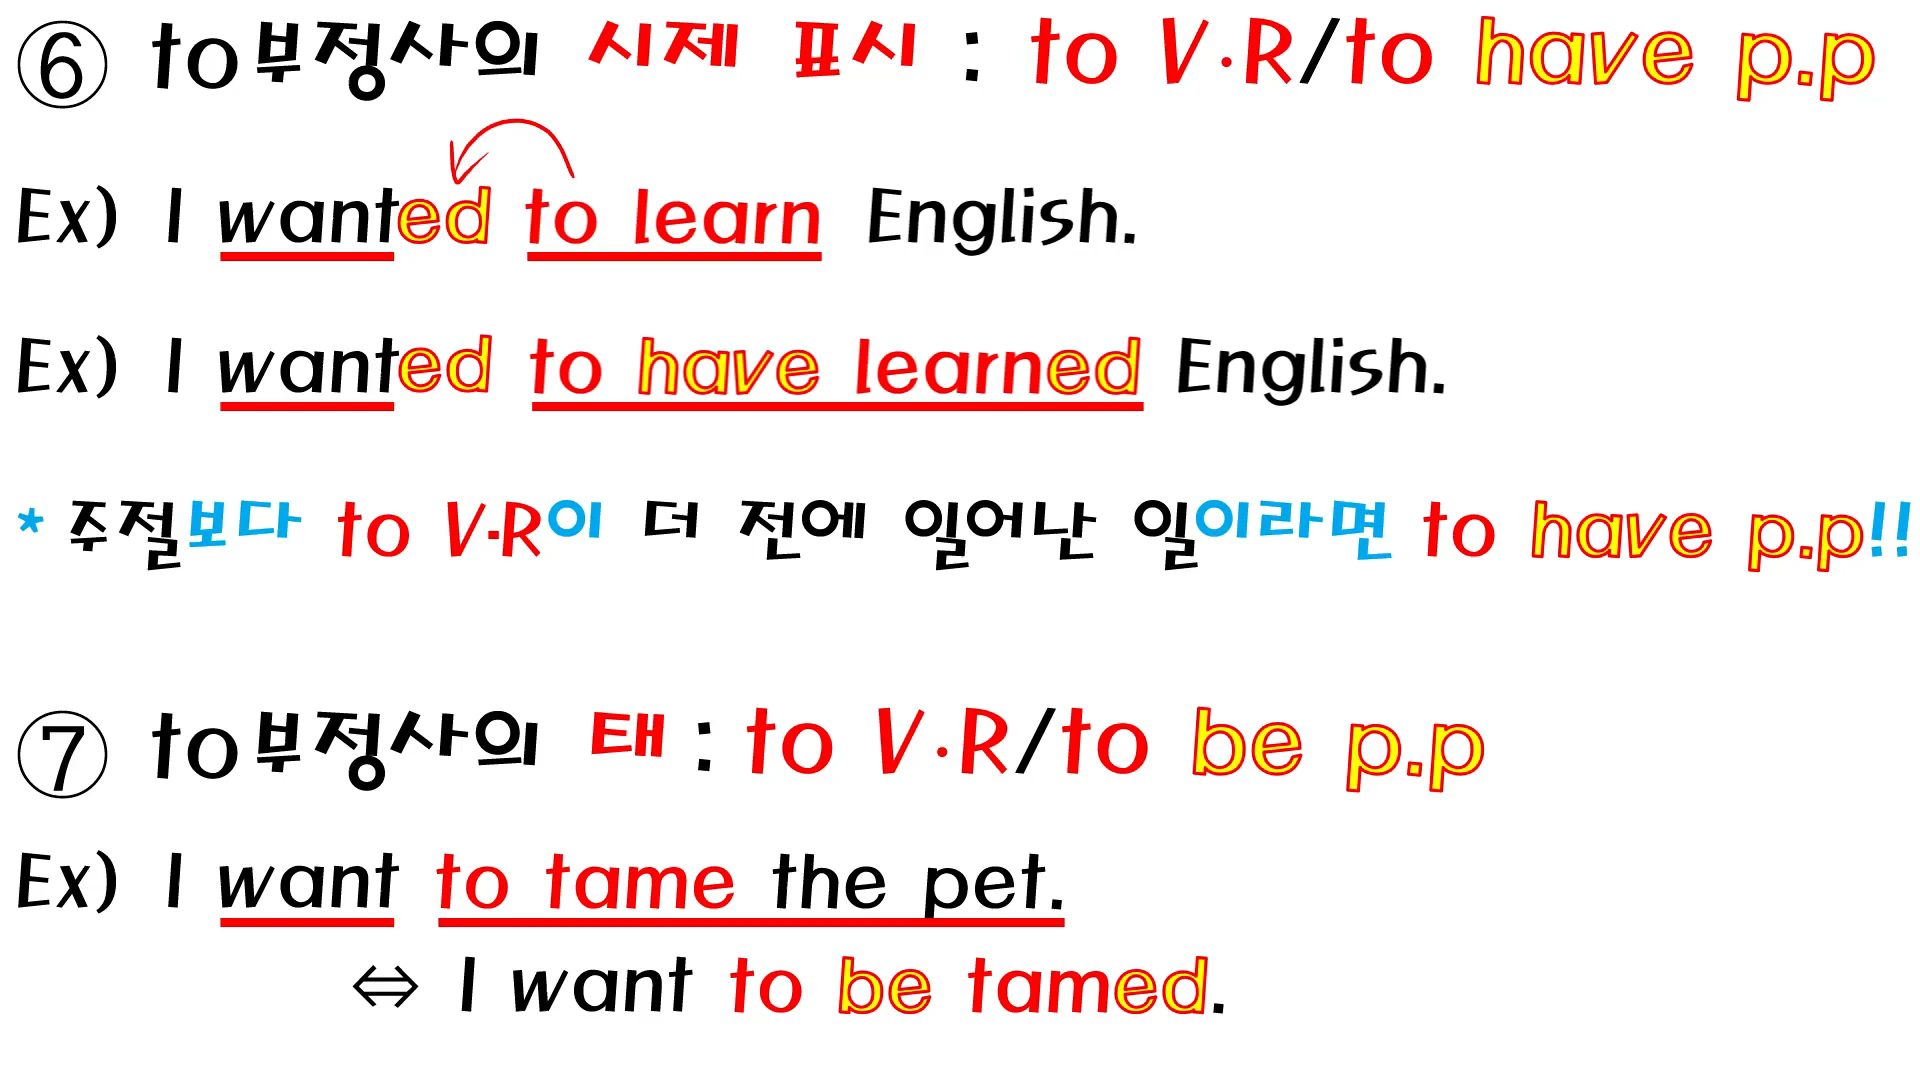 ⑥ to부정사의 시제 표시 : to V·R/to have p.p
Ex) I wanted to learn English.
Ex) I wanted to have learned English.
* 주절보다 to V-R이 더 전에 일어난 일이라면 to have p.p!!
⑦ to부정사의 태 : to V·R/to be p.p
Ex) I want to tame the pet.
⇔ I want to be tamed.